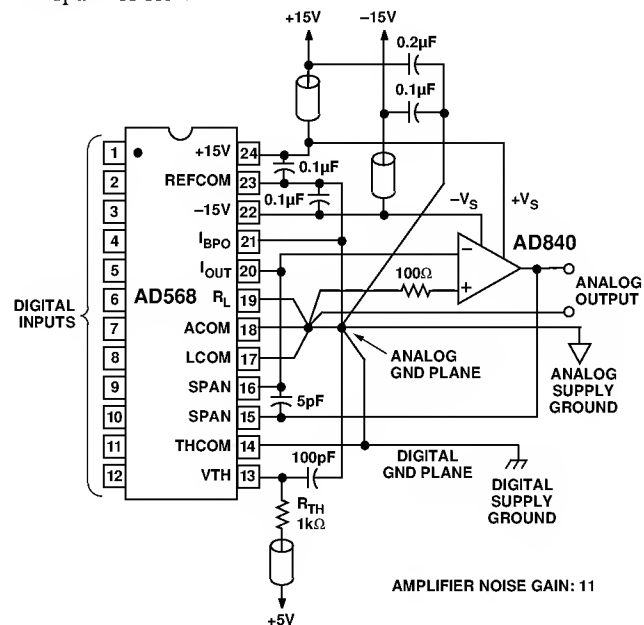 +15V
–15V
0.2µF
0.1µF
1
+15V
24
2
REFCOM
23
0.1µF
3
–15V
22
0.1µF
4
IBPO
21
5
IOUT
20
6
RL
19
7
ACOM
18
8
LCOM
17
9
SPAN
16
10
SPAN
15
11
THCOM
14
12
VTH
13
DIGITAL
INPUTS
AD568
–VS
+VS
AD840
100Ω
–
+
ANALOG
OUTPUT
ANALOG
GND PLANE
ANALOG
SUPPLY
GROUND
5pF
100pF
DIGITAL
GND PLANE
DIGITAL
SUPPLY
GROUND
RTH
1kΩ
+5V
AMPLIFIER NOISE GAIN: 11